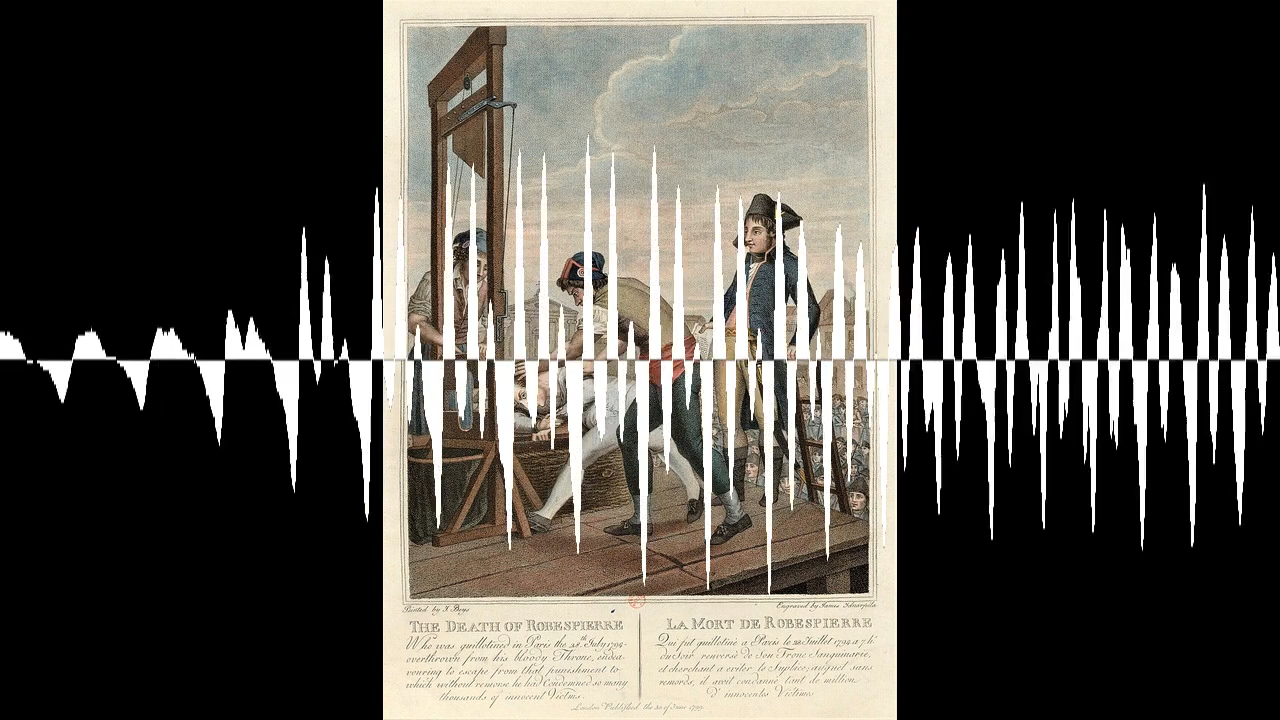 Painted by J. Beys
Engraved by James Idnarpila
THE DEATH OF ROBESPIERRE
Who was guillotined in Paris the 28th July 1794
overthrown from his bloody Throne, endea
vouring to escape from that punishment to
which without remorse he had Condemned so many
thousands of innocent Victims.
LA MORT DE ROBESPIERRE
Qui fut guillotiné à Paris le 28 Juillet 1794 a 7 h.
du Soir renversé de Son Trone Sanguinaire,
et cherchant a eviter le Suplice, auquel sans
remords, il avoit condanné tant de million
d'innocentes Victimes
London Published the 30 of June 1799.